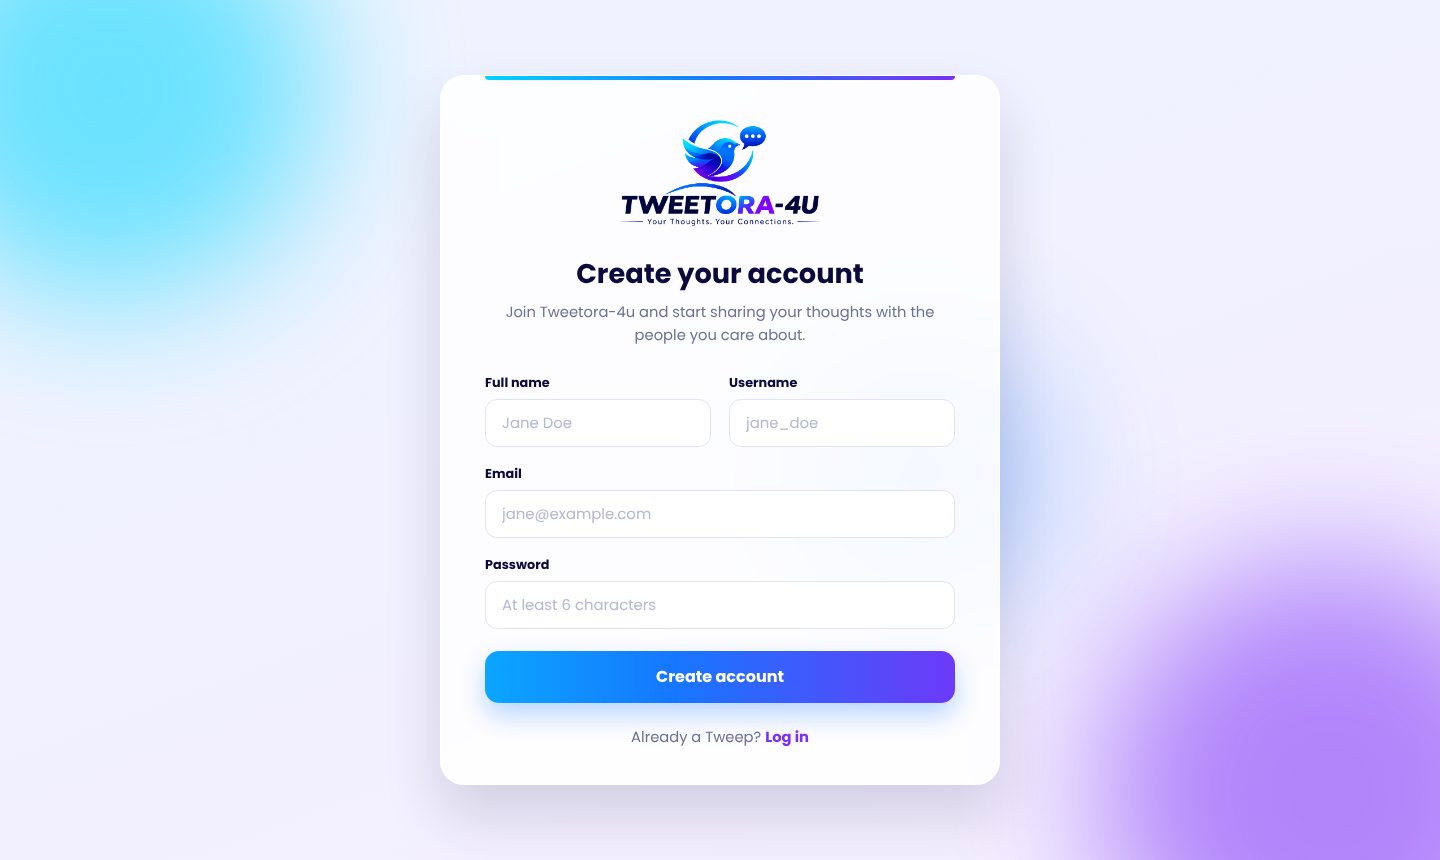 TWEETORA-4U
Your Thoughts. Your Connections.
Create your account
Join Tweetora-4u and start sharing your thoughts with the
people you care about.
Full name
Username
Jane Doe
jane_doe
Email
jane@example.com
Password
At least 6 characters
Create account
Already a Tweep? Log in